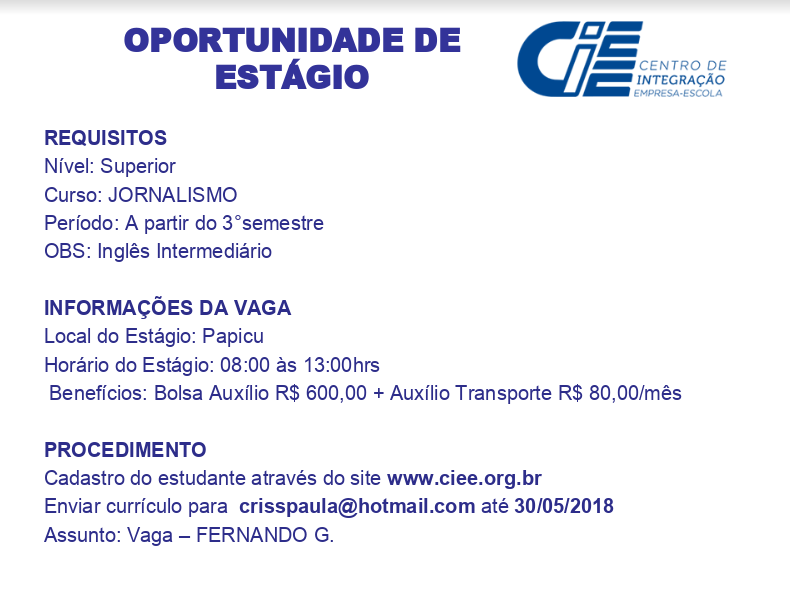 OPORTUNIDADE DE
ESTÁGIO
CIEE
CENTRO DE
INTEGRAÇÃO
EMPRESA-ESCOLA
REQUISITOS
Nível: Superior
Curso: JORNALISMO
Período: A partir do 3°semestre
OBS: Inglês Intermediário
INFORMAÇÕES DA VAGA
Local do Estágio: Papicu
Horário do Estágio: 08:00 às 13:00hrs
Benefícios: Bolsa Auxílio R$ 600,00 + Auxílio Transporte R$ 80,00/mês
PROCEDIMENTO
Cadastro do estudante através do site www.ciee.org.br
Enviar currículo para crisspaula@hotmail.com até 30/05/2018
Assunto: Vaga – FERNANDO G.